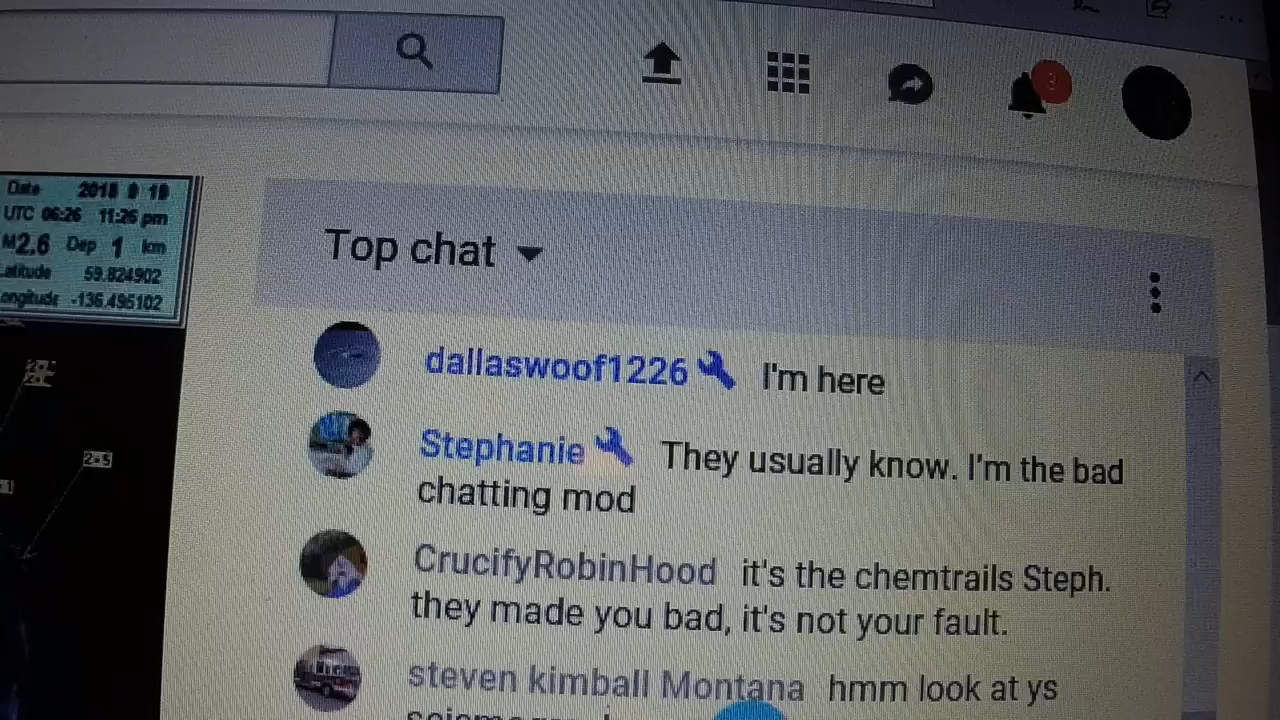 3
Date 2018
UTC 06:26 11:26 pm
M2.6 Dep 1 km
Latitude 59.824902
Longitude -136.495102
Top chat
dallaswoof1226 I'm here
Stephanie They usually know. I'm the bad
chatting mod
CrucifyRobinHood it's the chemtrails Steph.
they made you bad, it's not your fault.
steven kimball Montana hmm look at ys
2.5